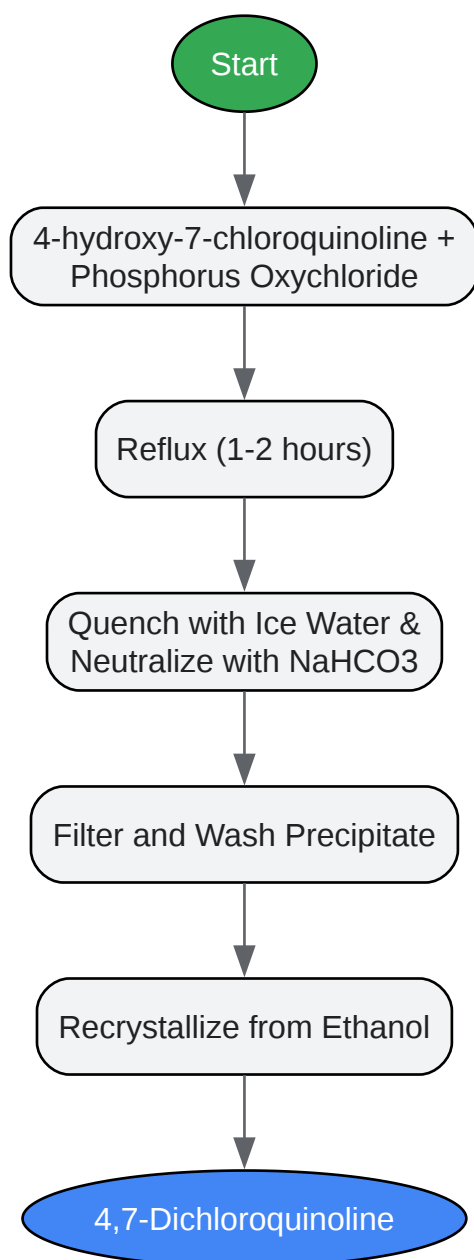 Start
4-hydroxy-7-chloroquinoline +
Phosphorus Oxychloride
Reflux (1-2 hours)
Quench with Ice Water &
Neutralize with NaHCO3
Filter and Wash Precipitate
Recrystallize from Ethanol
4,7-Dichloroquinoline